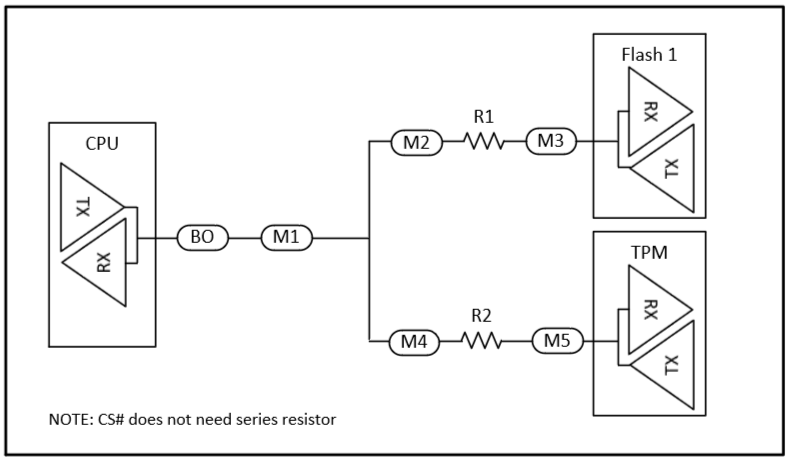 CPU
TX
RX
BO
M1
M2
R1
M3
Flash 1
RX
TX
M4
R2
M5
TPM
RX
TX
NOTE: CS# does not need series resistor